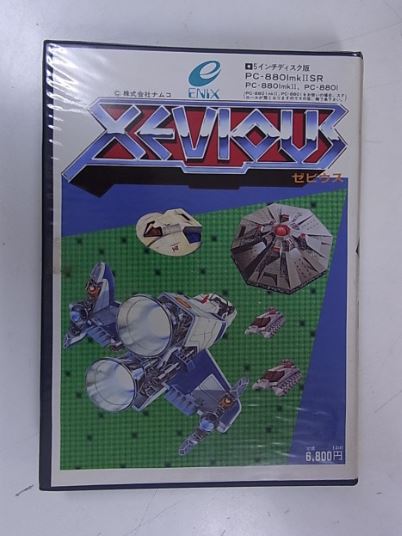 ■5インチディスク版
PC-8801mkIISR
PC-8801mkII, PC-8801
© 株式会社ナムコ
ENIX
XEVIOUS
ゼビウス
定価
6,800円